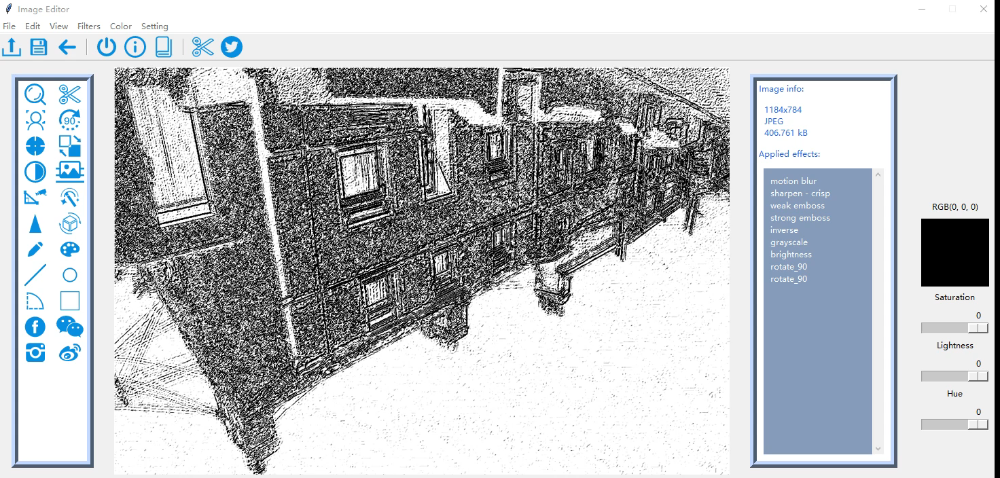 Image Editor
File Edit View Filters Color Setting
90
Image info:
1184x784
JPEG
406.761 kB
Applied effects:
motion blur
sharpen - crisp
weak emboss
strong emboss
inverse
grayscale
brightness
rotate_90
rotate_90
RGB(0, 0, 0)
Saturation
0
Lightness
0
Hue
0